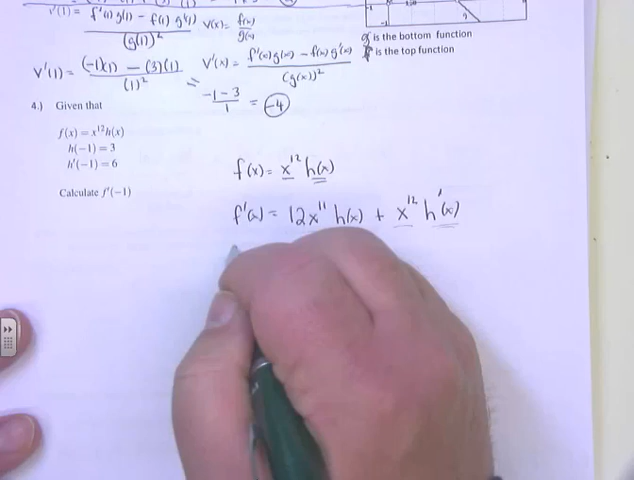 v'(1) = f'(1) g(1) - f(1) g'(1) / (g(1))² v(x) = f(x) / g(x)
g is the bottom function
f is the top function
V'(1) = (-1)(1) - (3)(1) / (1)² = V'(x) = f'(x) g(x) - f(x) g'(x) / (g(x))²
-1-3 / 1 = -4
4.) Given that
f(x) = x¹²h(x)
h(-1) = 3
h'(-1) = 6
Calculate f'(-1)
f(x) = x¹² h(x)
f'(x) = 12x¹¹ h(x) + x¹² h'(x)